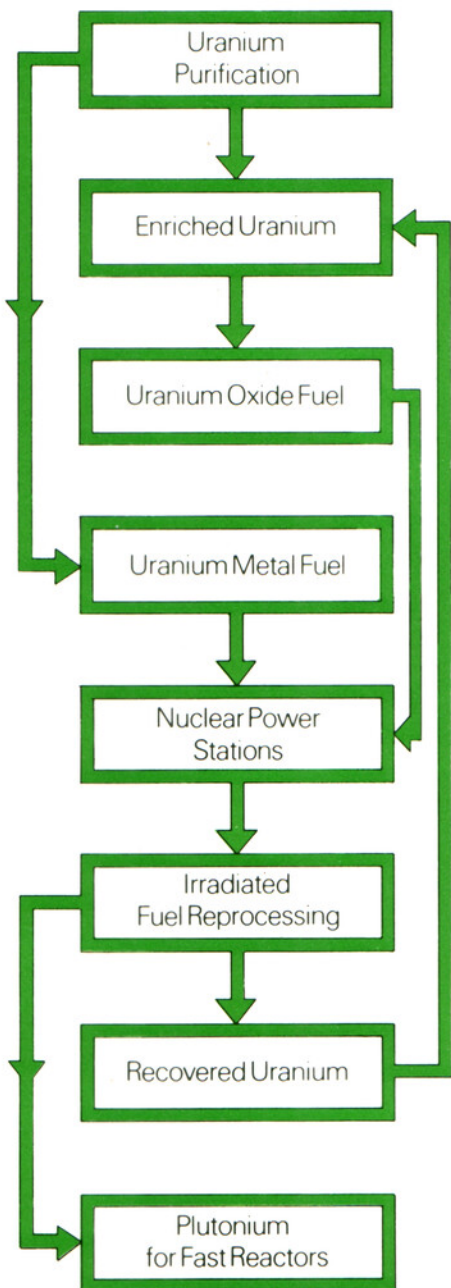 Uranium
Purification
Enriched Uranium
Uranium Oxide Fuel
Uranium Metal Fuel
Nuclear Power
Stations
Irradiated
Fuel Reprocessing
Recovered Uranium
Plutonium
for Fast Reactors